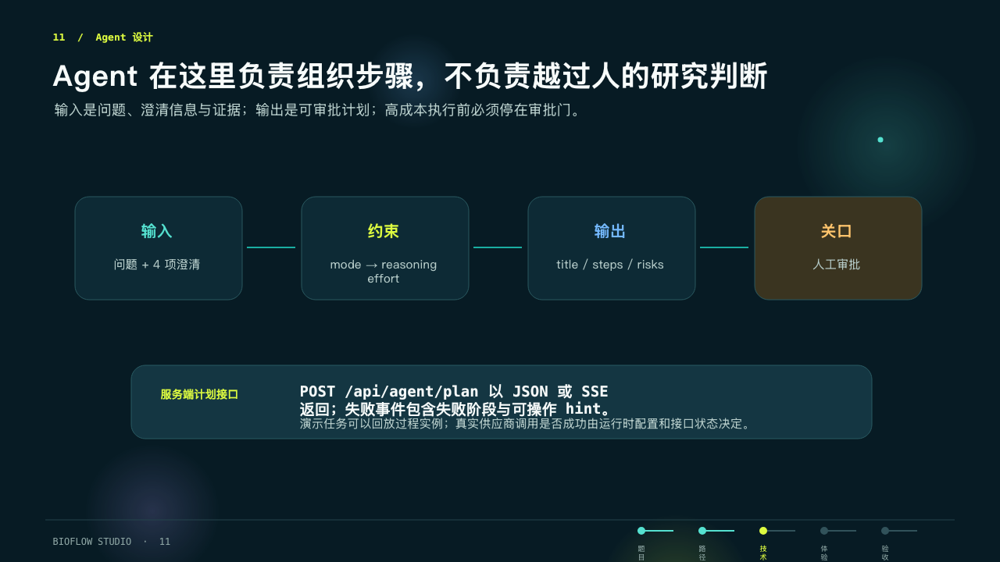 11 / Agent 设计
Agent 在这里负责组织步骤，不负责越过人的研究判断
输入是问题、澄清信息与证据；输出是可审批计划；高成本执行前必须停在审批门。
输入
问题 + 4 项澄清
约束
mode → reasoning
effort
输出
title / steps / risks
关口
人工审批
服务端计划接口
POST /api/agent/plan 以 JSON 或 SSE
返回；失败事件包含失败阶段与可操作 hint。
演示任务可以回放过程实例；真实供应商调用是否成功由运行时配置和接口状态决定。
BIOFLOW STUDIO · 11
题目
路径
技术
体验
验收